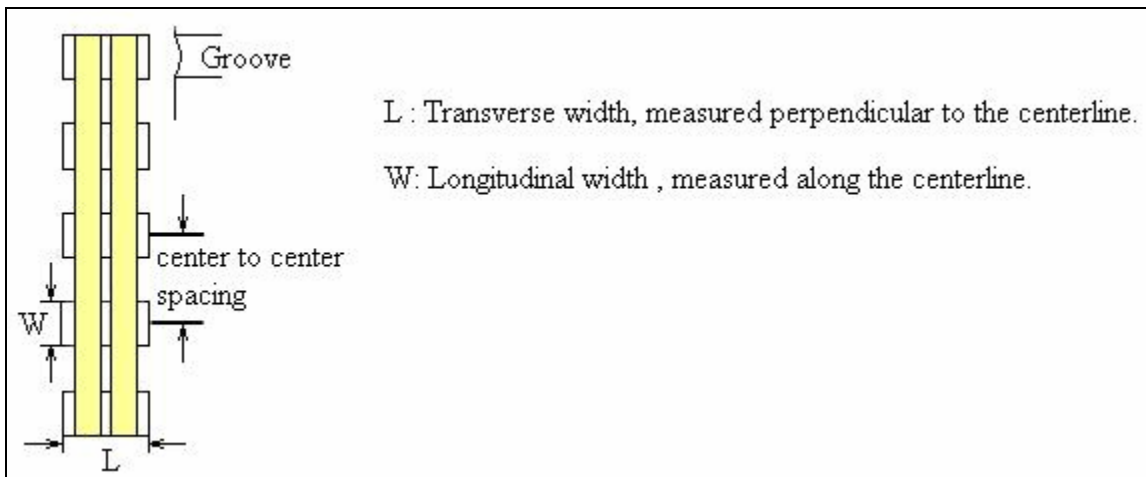 Groove
L : Transverse width, measured perpendicular to the centerline.
W: Longitudinal width , measured along the centerline.
center to center
spacing
W
L